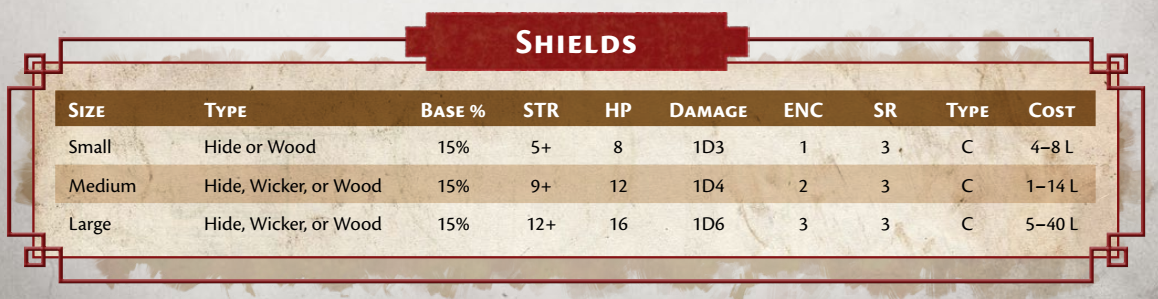 SHIELDS
SIZE TYPE BASE % STR HP DAMAGE ENC SR TYPE COST
Small Hide or Wood 15% 5+ 8 1D3 1 3 C 4–8 L
Medium Hide, Wicker, or Wood 15% 9+ 12 1D4 2 3 C 1–14 L
Large Hide, Wicker, or Wood 15% 12+ 16 1D6 3 3 C 5–40 L